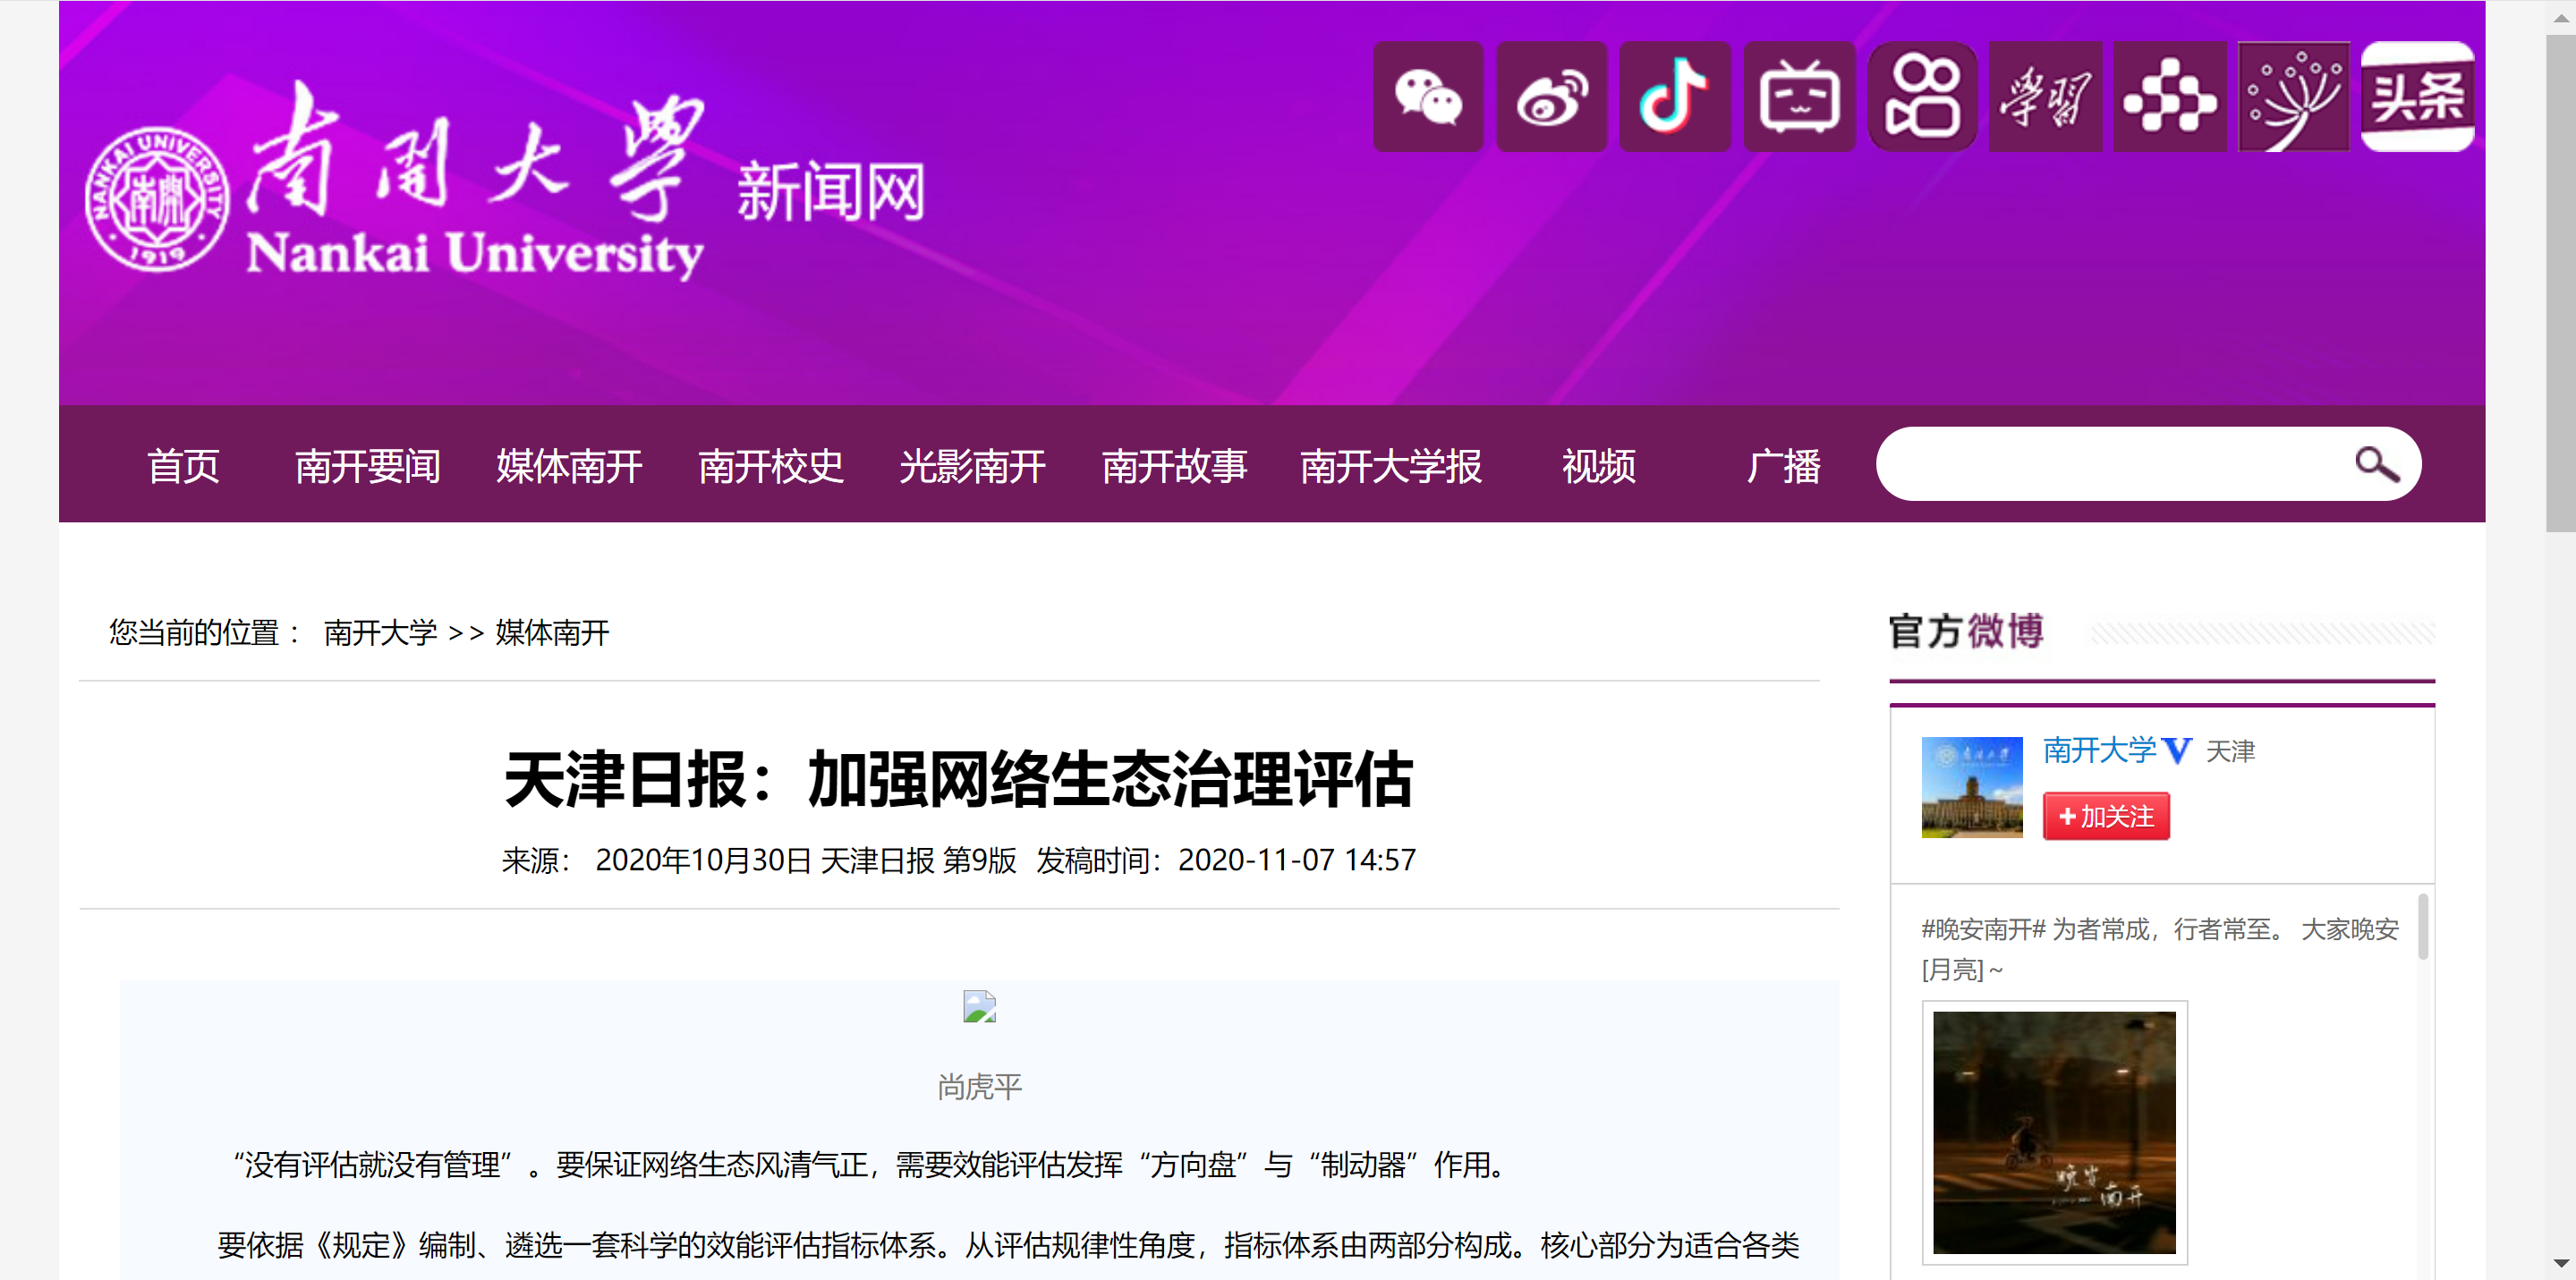 南開大學
Nankai University
新闻网
NANKAI UNIVERSITY
南開
1919
学习
头条
首页 南开要闻 媒体南开 南开校史 光影南开 南开故事 南开大学报 视频 广播
您当前的位置： 南开大学 >> 媒体南开
天津日报：加强网络生态治理评估
来源： 2020年10月30日 天津日报 第9版 发稿时间：2020-11-07 14:57
尚虎平
“没有评估就没有管理”。要保证网络生态风清气正，需要效能评估发挥“方向盘”与“制动器”作用。
要依据《规定》编制、遴选一套科学的效能评估指标体系。从评估规律性角度，指标体系由两部分构成。核心部分为适合各类
官方微博
南开大学 V 天津
+加关注
#晚安南开# 为者常成，行者常至。 大家晚安
[月亮] ~
晚安
南开